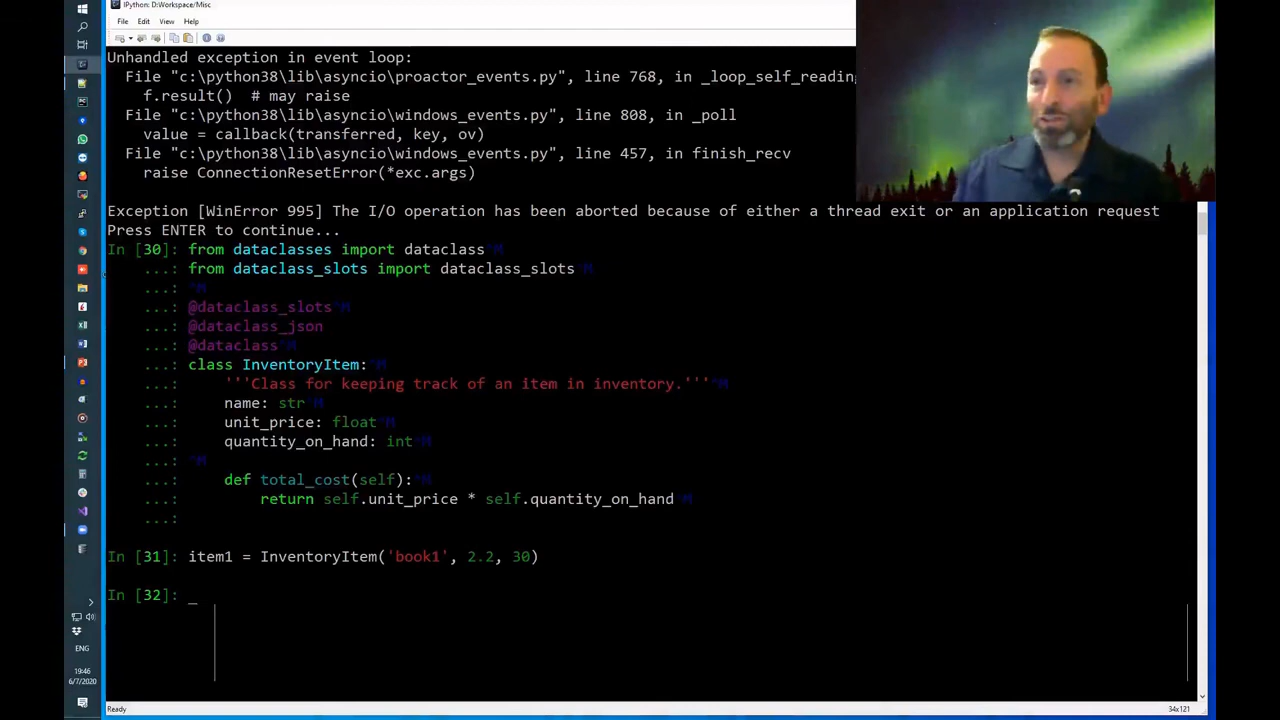 IPython: D:Workspace/Misc
File Edit View Help
Unhandled exception in event loop:
File "c:\python38\lib\asyncio\proactor_events.py", line 768, in _loop_self_reading
f.result() # may raise
File "c:\python38\lib\asyncio\windows_events.py", line 808, in _poll
value = callback(transferred, key, ov)
File "c:\python38\lib\asyncio\windows_events.py", line 457, in finish_recv
raise ConnectionResetError(*exc.args)
Exception [WinError 995] The I/O operation has been aborted because of either a thread exit or an application request
Press ENTER to continue...
In [30]: from dataclasses import dataclass^M
...: from dataclass_slots import dataclass_slots^M
...: ^M
...: @dataclass_slots^M
...: @dataclass_json
...: @dataclass^M
...: class InventoryItem:^M
...: '''Class for keeping track of an item in inventory.'''^M
...: name: str^M
...: unit_price: float^M
...: quantity_on_hand: int^M
...: ^M
...: def total_cost(self):^M
...: return self.unit_price * self.quantity_on_hand^M
...:
In [31]: item1 = InventoryItem('book1', 2.2, 30)
In [32]: _
ENG
19:46
6/7/2020
Ready
34x121